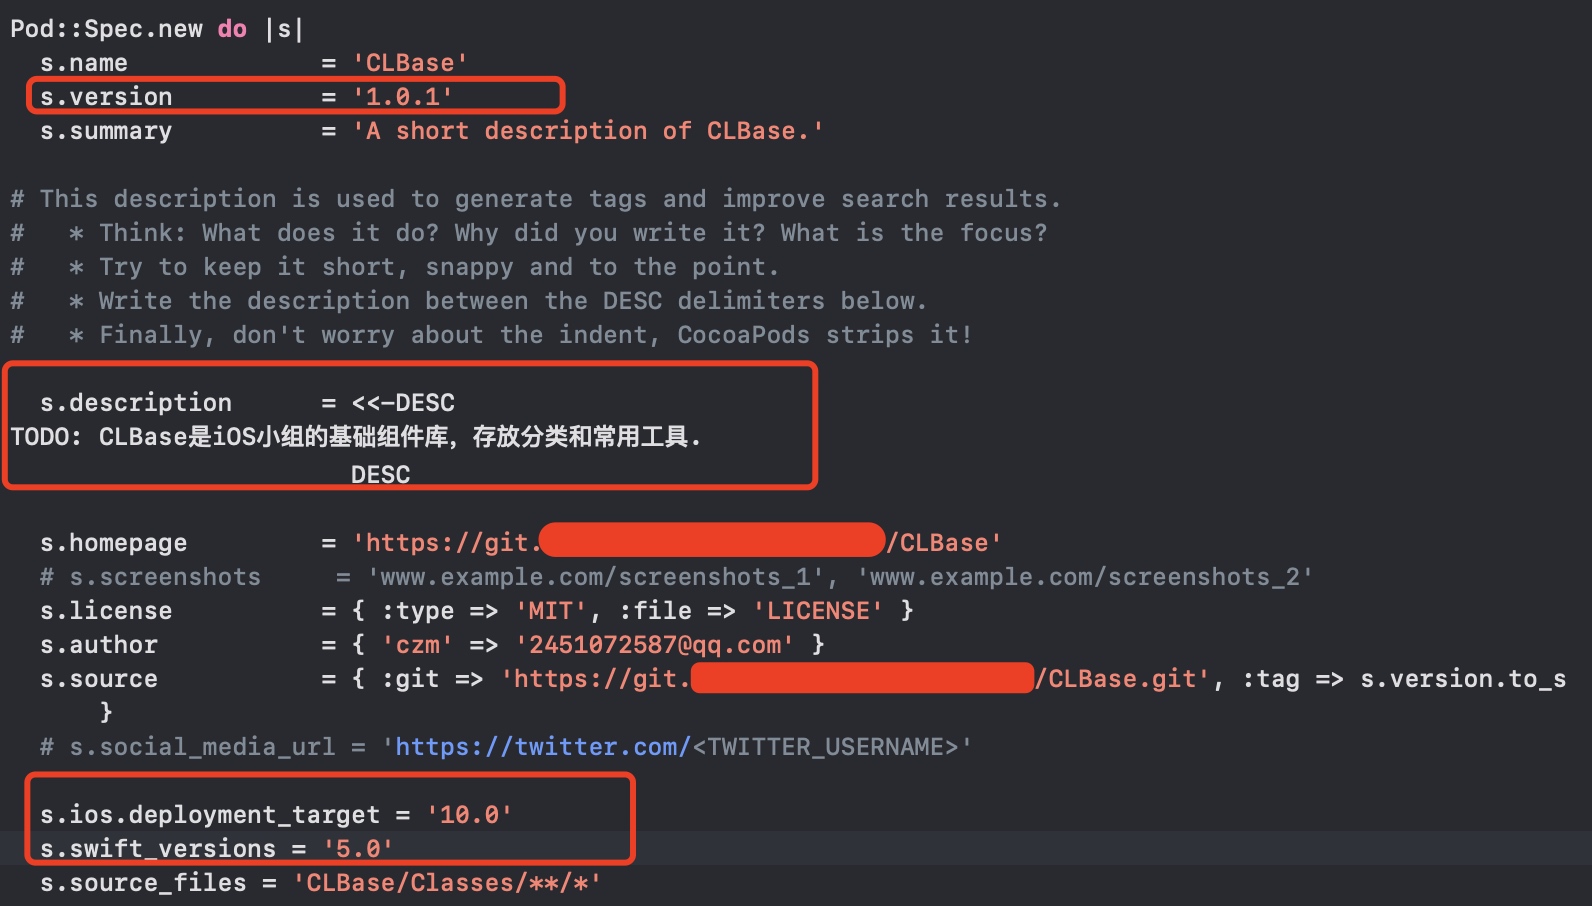 Pod::Spec.new do |s|
  s.name             = 'CLBase'
  s.version          = '1.0.1'
  s.summary          = 'A short description of CLBase.'

# This description is used to generate tags and improve search results.
#   * Think: What does it do? Why did you write it? What is the focus?
#   * Try to keep it short, snappy and to the point.
#   * Write the description between the DESC delimiters below.
#   * Finally, don't worry about the indent, CocoaPods strips it!

  s.description      = <<-DESC
TODO: CLBase是iOS小组的基础组件库，存放分类和常用工具.
                       DESC

  s.homepage         = 'https://git./CLBase'
  # s.screenshots     = 'www.example.com/screenshots_1', 'www.example.com/screenshots_2'
  s.license          = { :type => 'MIT', :file => 'LICENSE' }
  s.author           = { 'czm' => '2451072587@qq.com' }
  s.source           = { :git => 'https://git./CLBase.git', :tag => s.version.to_s
      }
  # s.social_media_url = 'https://twitter.com/<TWITTER_USERNAME>'

  s.ios.deployment_target = '10.0'
  s.swift_versions = '5.0'
  s.source_files = 'CLBase/Classes/**/*'